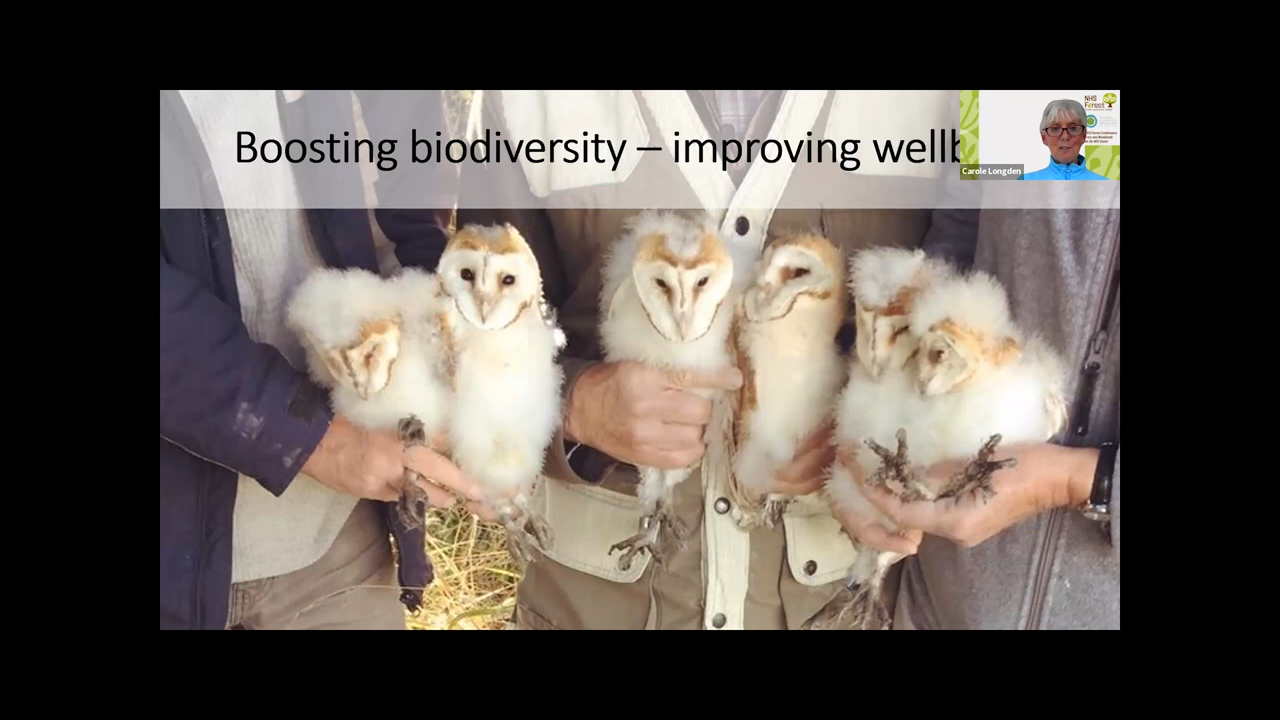 Boosting biodiversity – improving wellb
NHS
Forest
Carole Longden